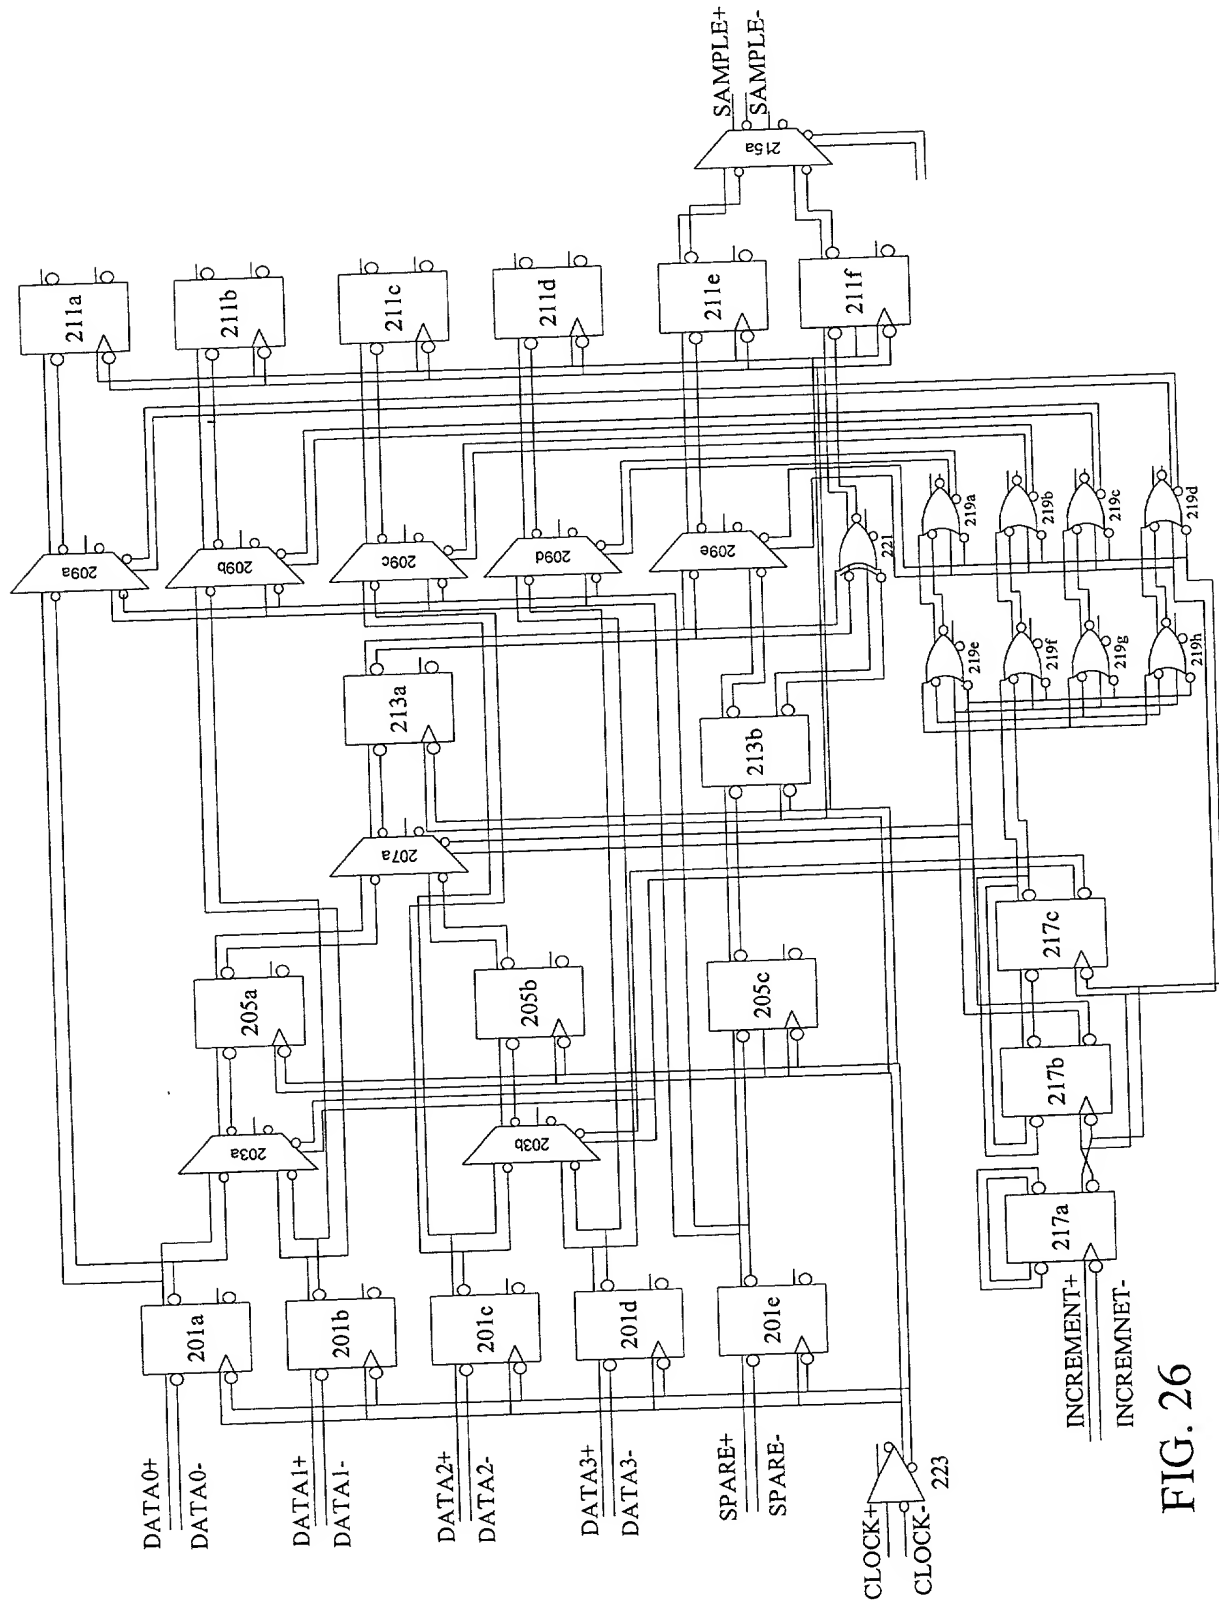 DATA0+
DATA0-
DATA1+
DATA1-
DATA2+
DATA2-
DATA3+
DATA3-
SPARE+
SPARE-
CLOCK+
CLOCK-
223
201a
201b
201c
201d
201e
203a
203b
205a
205b
205c
207a
213a
213b
209a
209b
209c
209d
209e
221
211a
211b
211c
211d
211e
211f
215a
SAMPLE+
SAMPLE-
INCREMENT+
INCREMNET-
217a
217b
217c
219e
219f
219g
219h
219a
219b
219c
219d
FIG. 26